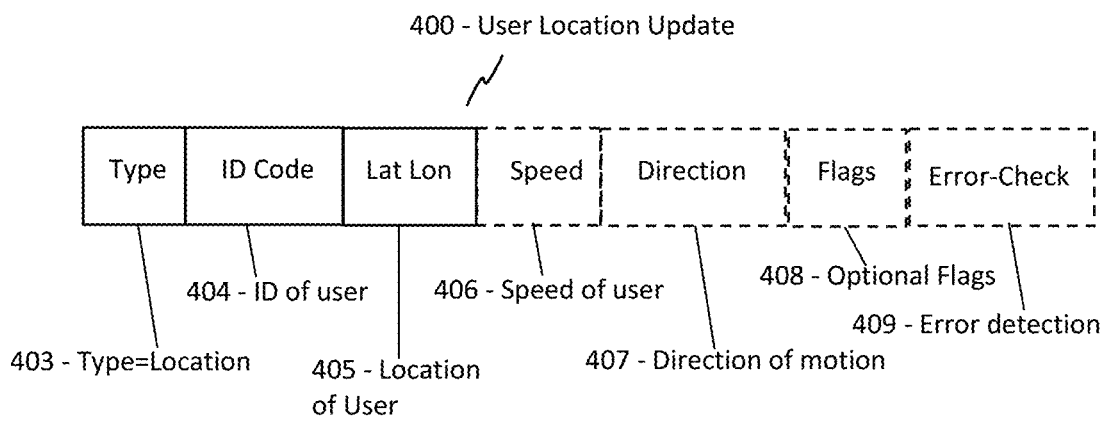 400 - User Location Update
Type ID Code Lat Lon Speed Direction Flags Error-Check
404 - ID of user 406 - Speed of user 408 - Optional Flags
409 - Error detection
403 - Type=Location 405 - Location 407 - Direction of motion
of User